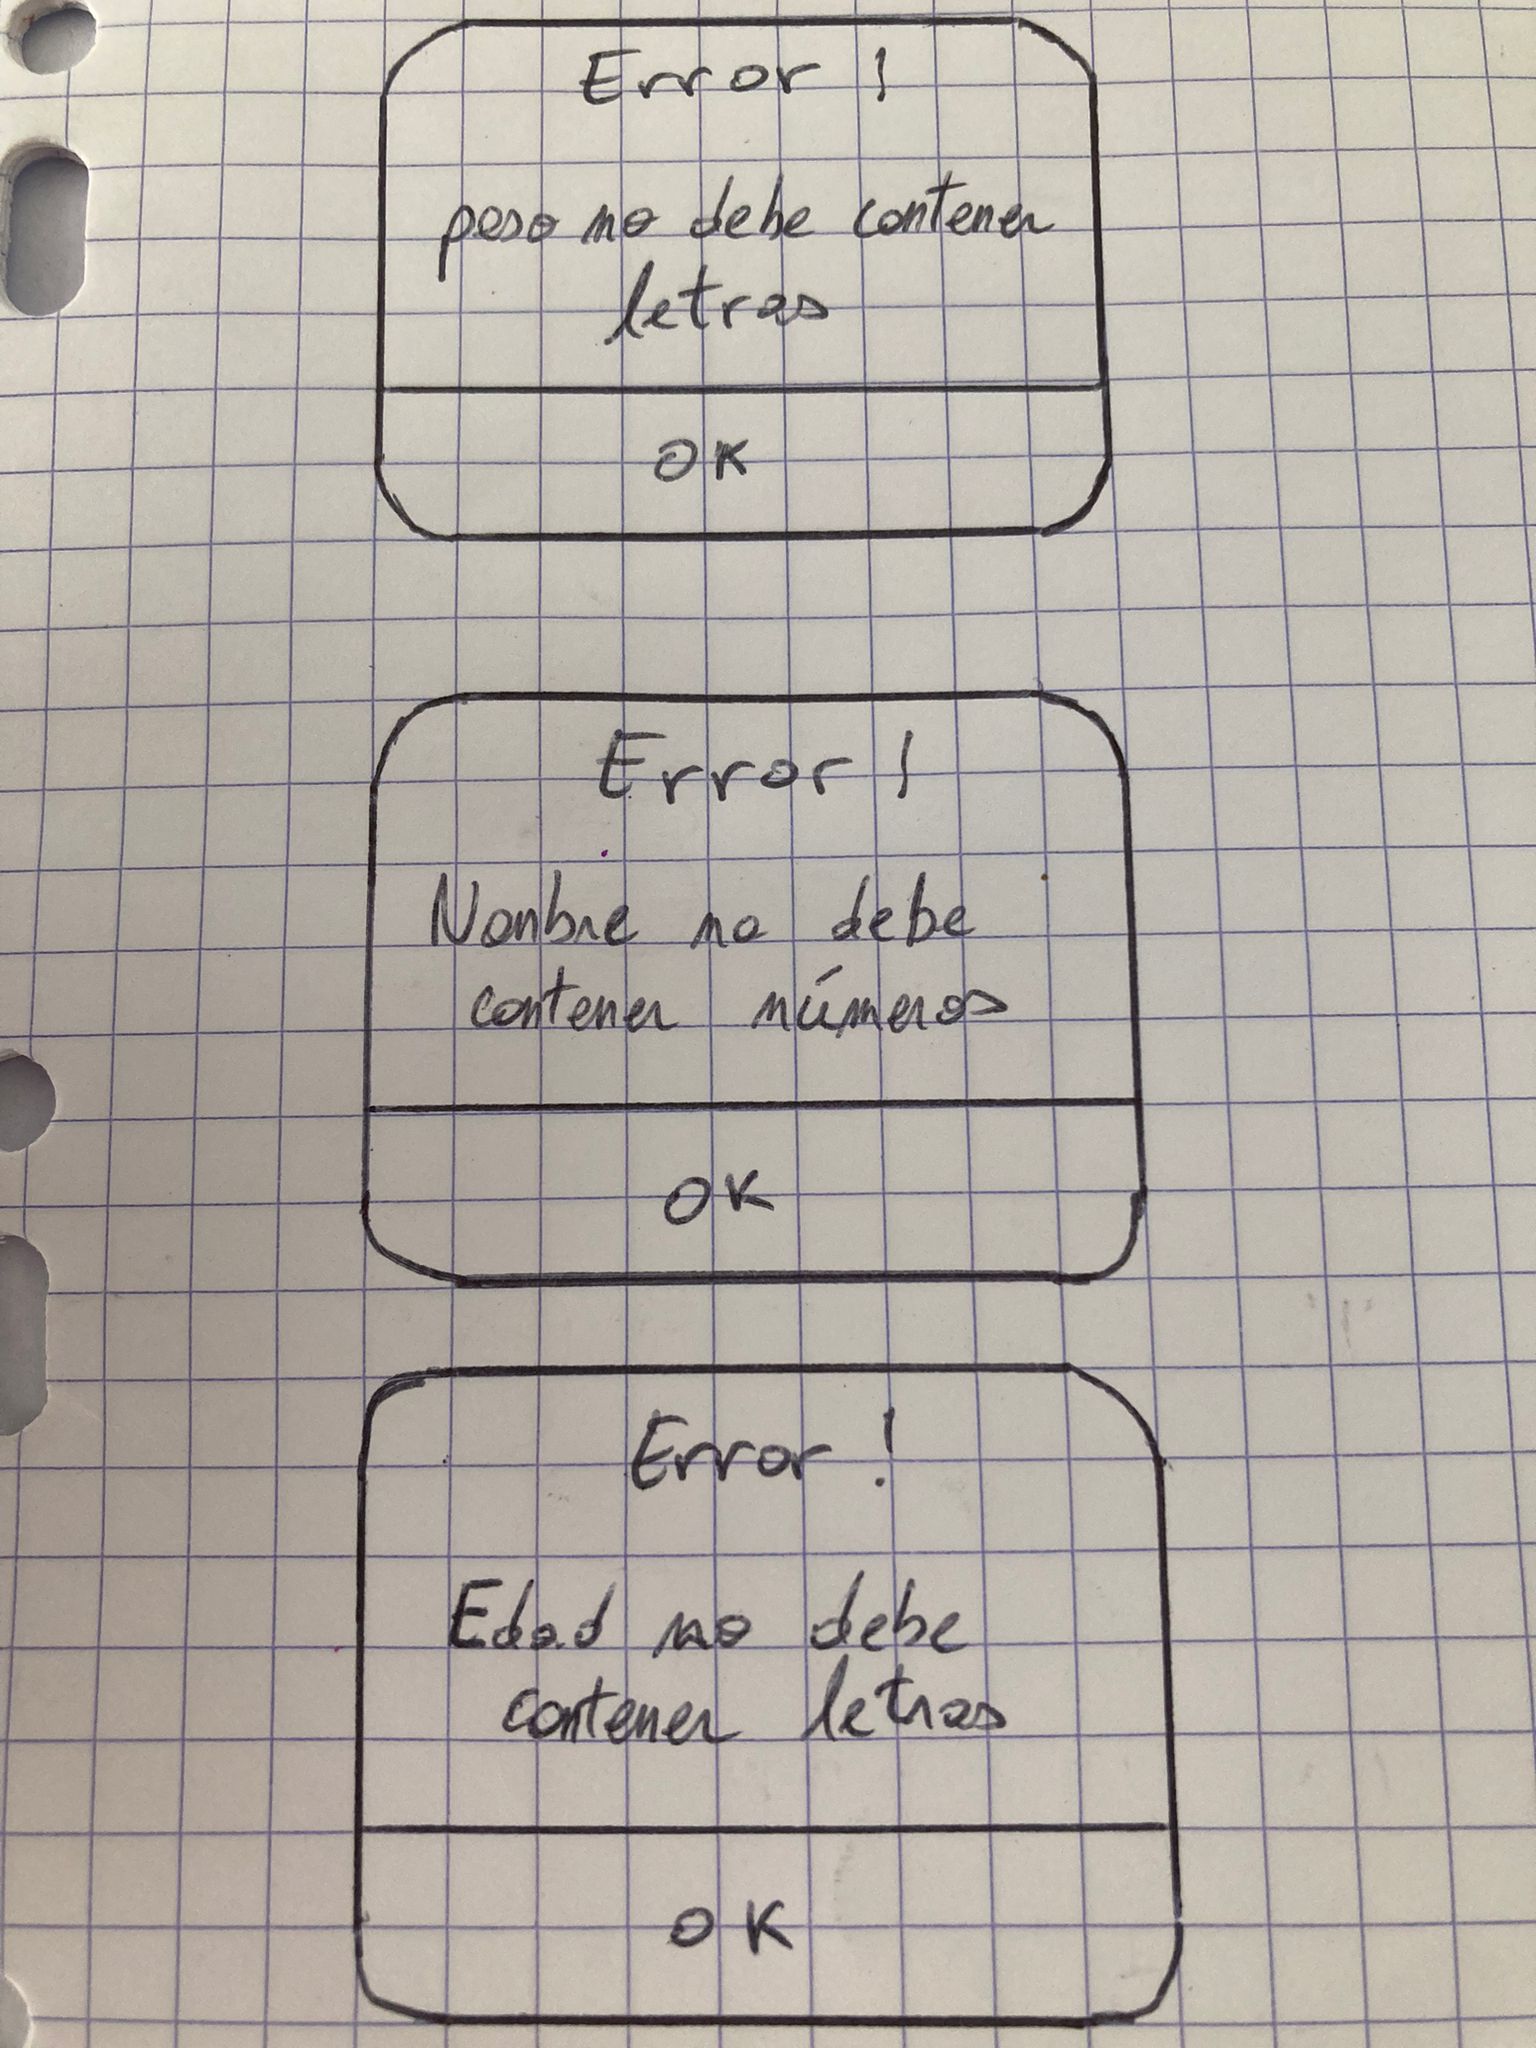 Error !
peso no debe contener
letras
OK
Error !
Nombre no debe
contener números
OK
Error !
Edad no debe
contener letras
OK